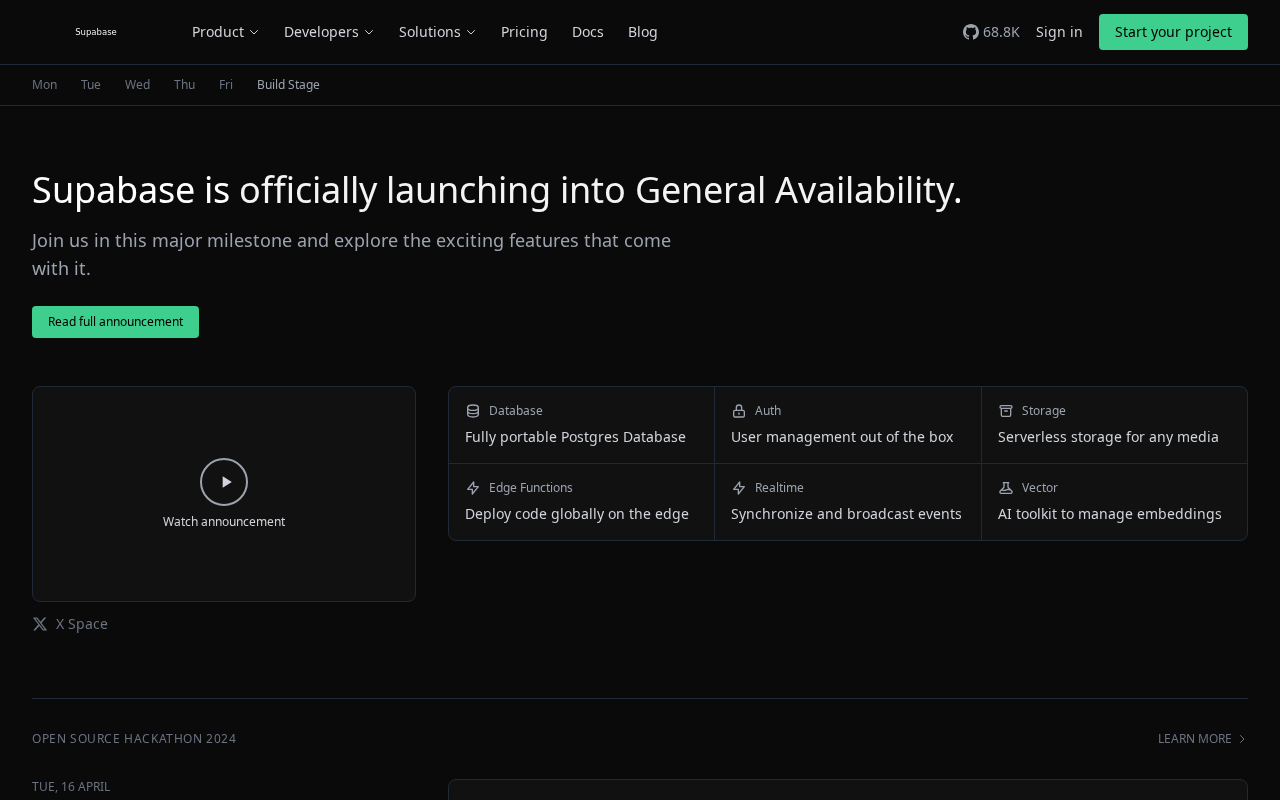 Supabase
Product
Developers
Solutions
Pricing
Docs
Blog
68.8K
Sign in
Start your project
Mon
Tue
Wed
Thu
Fri
Build Stage
Supabase is officially launching into General Availability.
Join us in this major milestone and explore the exciting features that come
with it.
Read full announcement
Watch announcement
X Space
Database
Fully portable Postgres Database
Auth
User management out of the box
Storage
Serverless storage for any media
Edge Functions
Deploy code globally on the edge
Realtime
Synchronize and broadcast events
Vector
AI toolkit to manage embeddings
OPEN SOURCE HACKATHON 2024
LEARN MORE
TUE, 16 APRIL